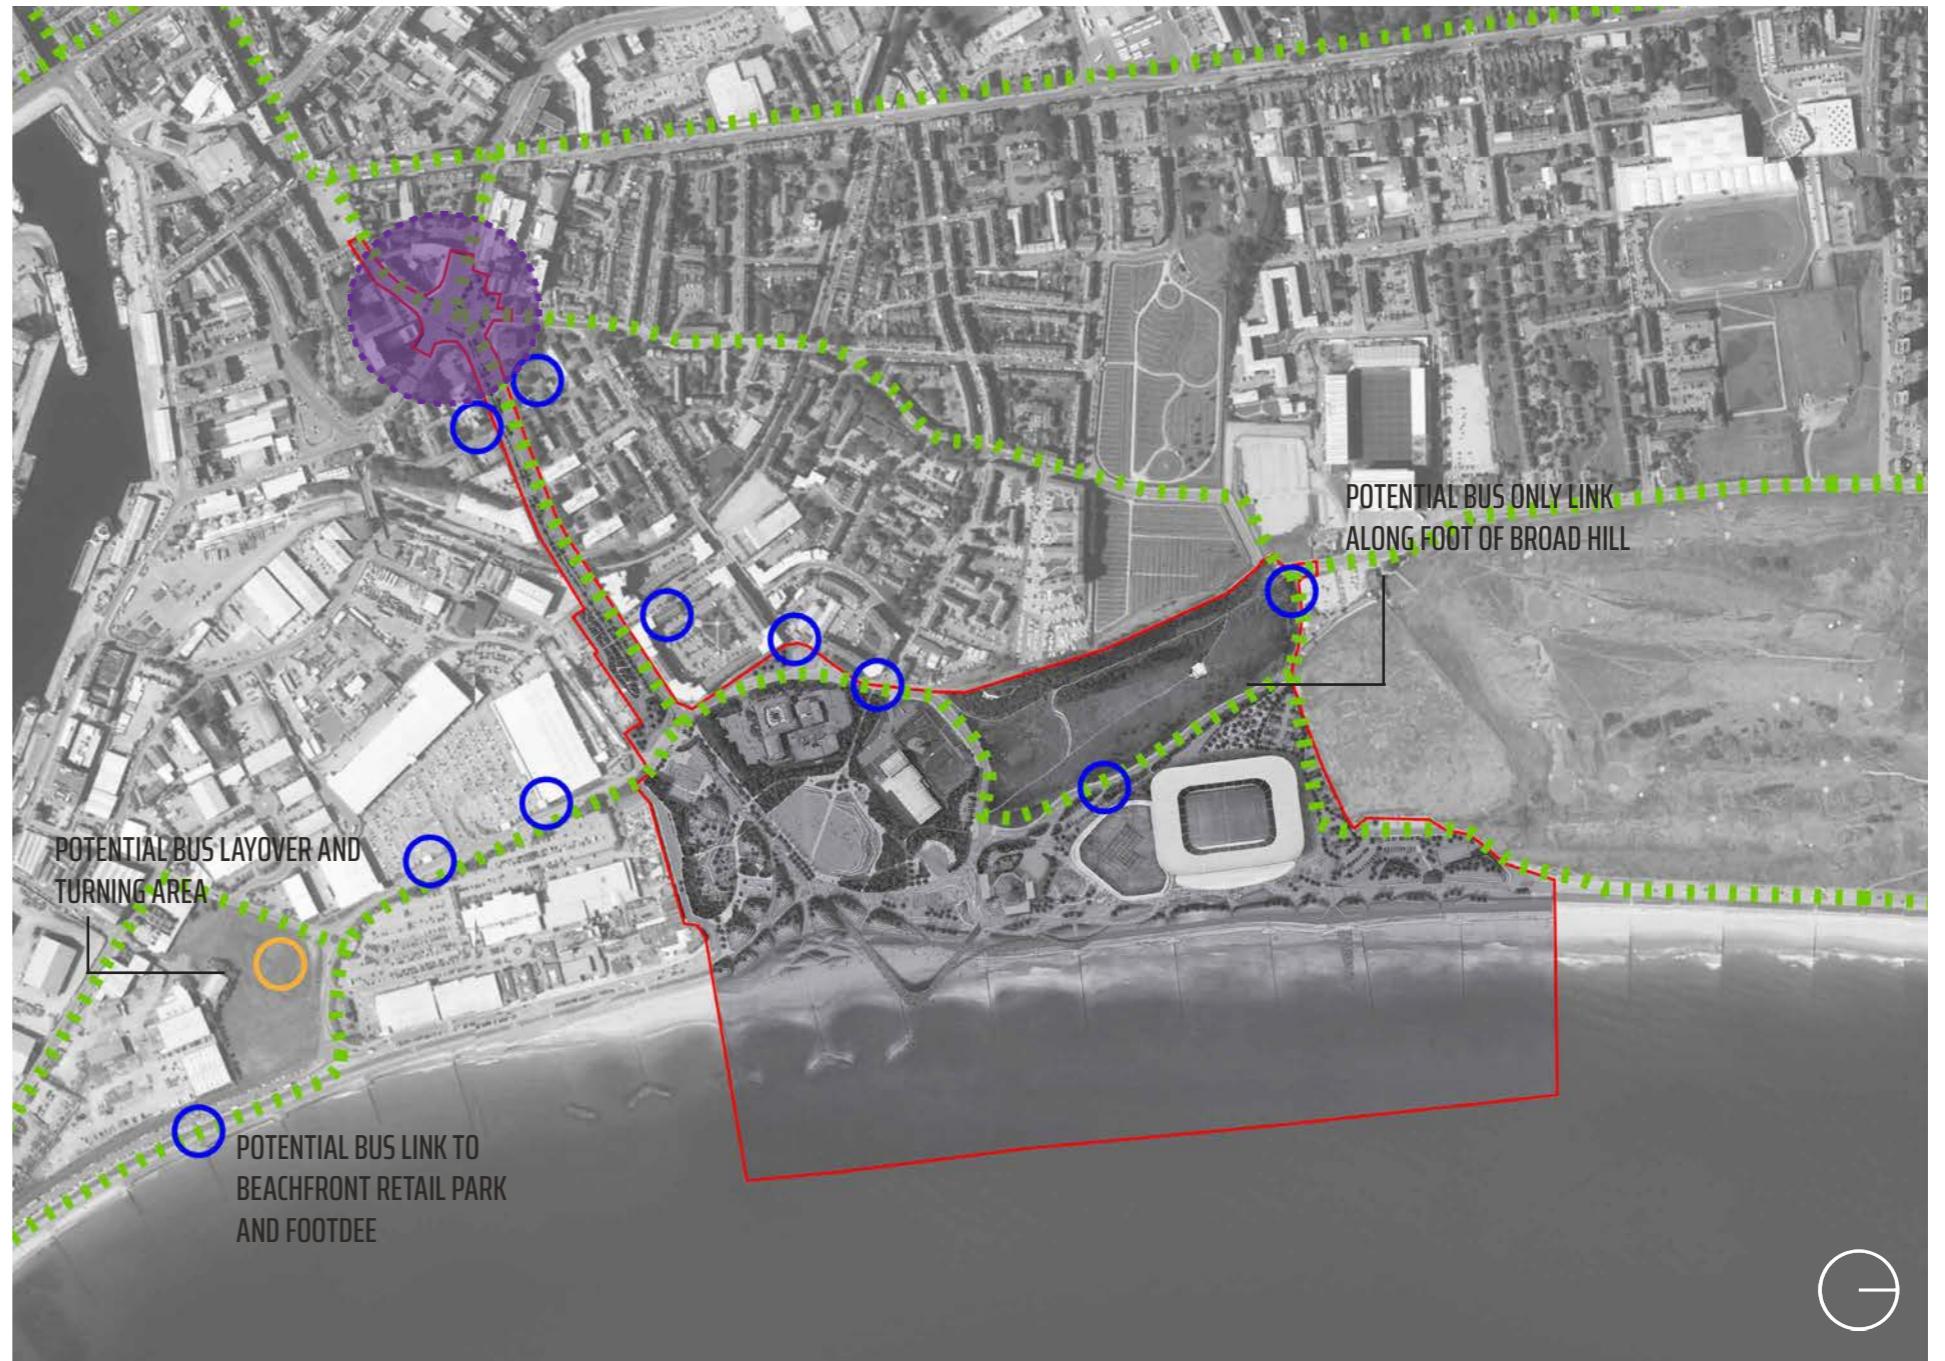 POTENTIAL BUS ONLY LINK
ALONG FOOT OF BROAD HILL
POTENTIAL BUS LAYOVER AND
TURNING AREA
POTENTIAL BUS LINK TO
BEACHFRONT RETAIL PARK
AND FOOTDEE